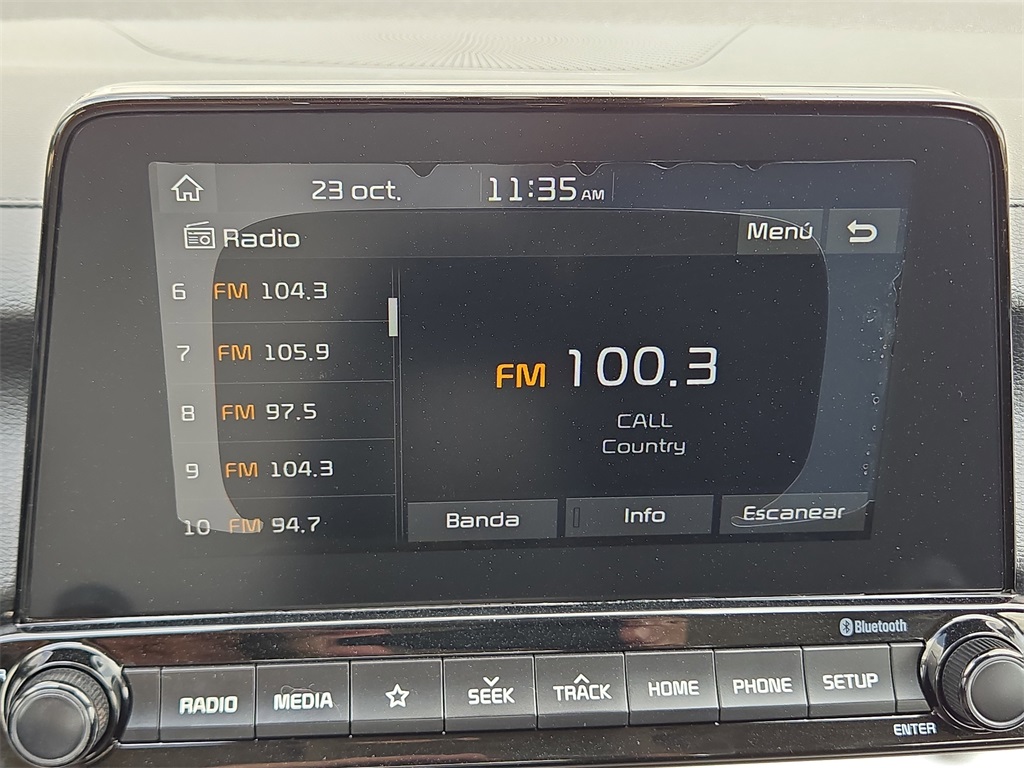 23 oct. 11:35 AM
Radio Menú
6 FM 104.3
7 FM 105.9
8 FM 97.5
9 FM 104.3
10 FM 94.7
FM 100.3
CALL
Country
Banda Info Escanear
Bluetooth
RADIO MEDIA SEEK TRACK HOME PHONE SETUP
ENTER